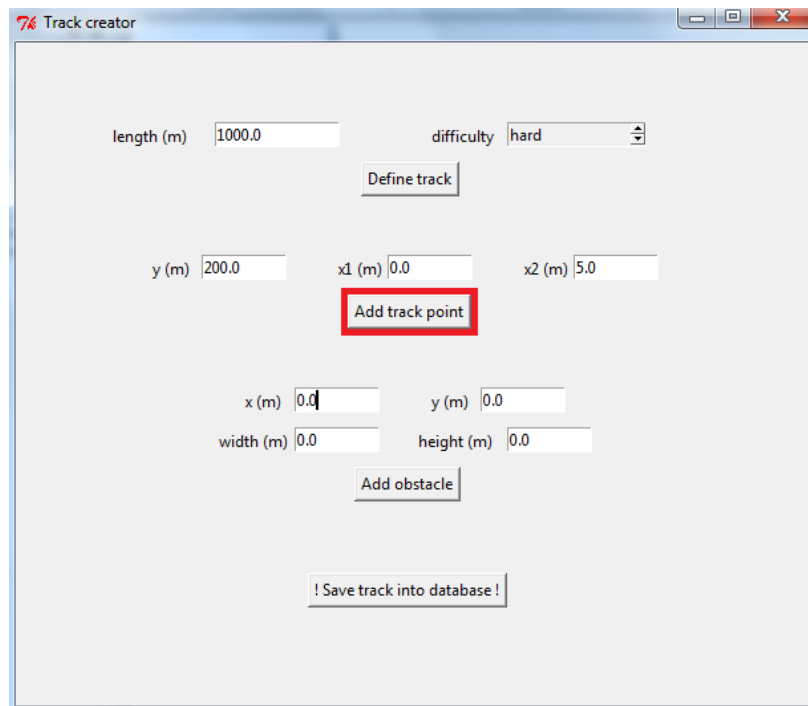 Track creator
length (m) 1000.0 difficulty hard
Define track
y (m) 200.0 x1 (m) 0.0 x2 (m) 5.0
Add track point
x (m) 0.0 y (m) 0.0
width (m) 0.0 height (m) 0.0
Add obstacle
! Save track into database !